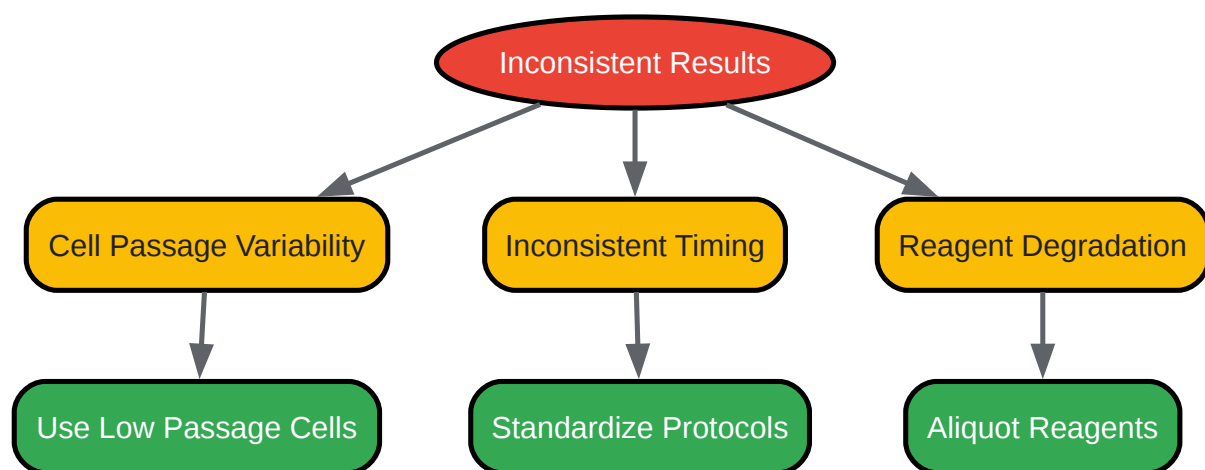 Inconsistent Results
Cell Passage Variability
Inconsistent Timing
Reagent Degradation
Use Low Passage Cells
Standardize Protocols
Aliquot Reagents